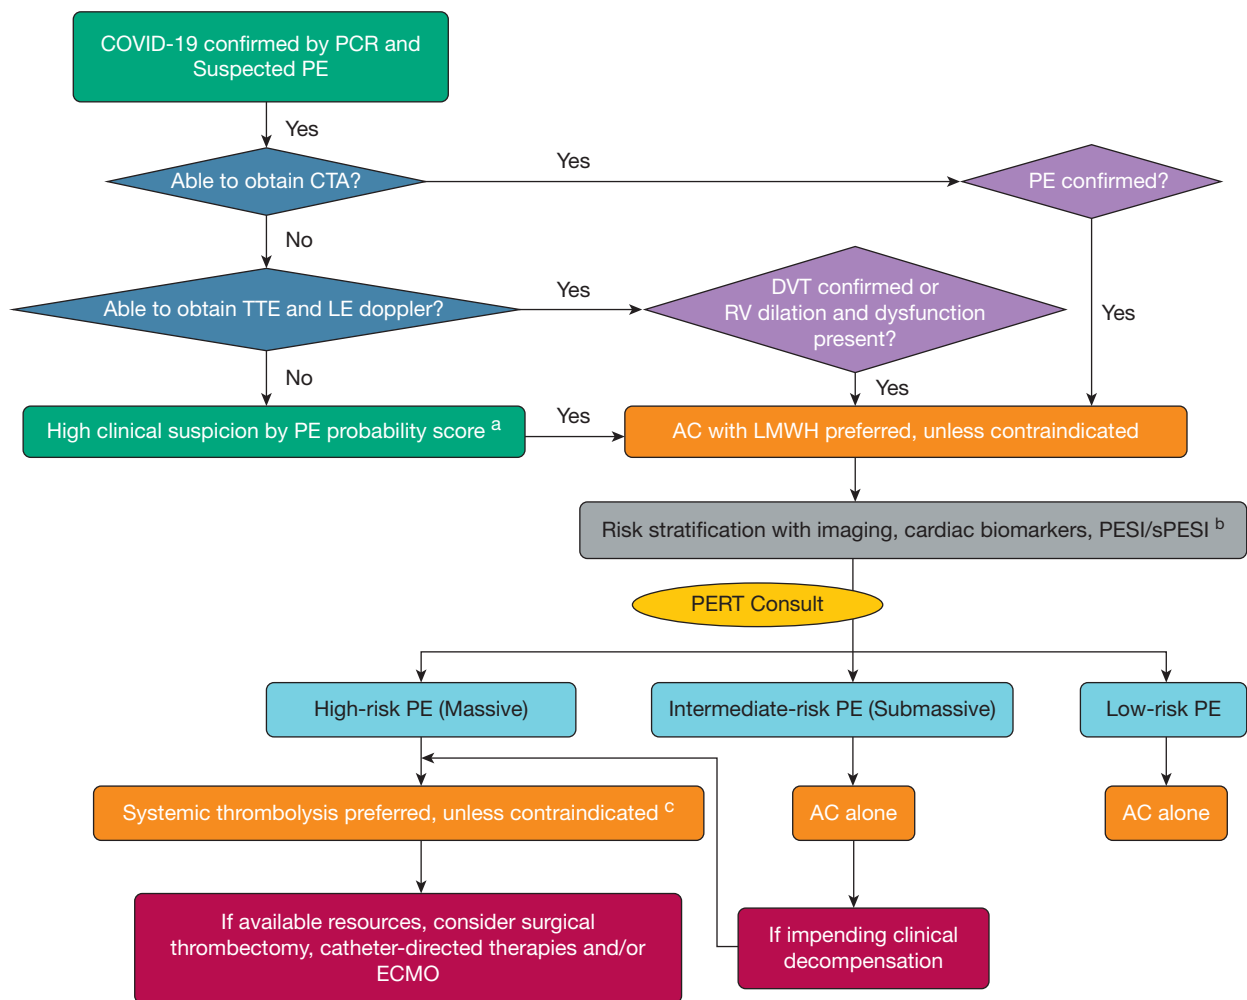 COVID-19 confirmed by PCR and
Suspected PE
Yes
Able to obtain CTA?
Yes
PE confirmed?
No
Able to obtain TTE and LE doppler?
Yes
DVT confirmed or
RV dilation and dysfunction
present?
Yes
No
Yes
High clinical suspicion by PE probability score a
Yes
AC with LMWH preferred, unless contraindicated
Risk stratification with imaging, cardiac biomarkers, PESI/sPESI b
PERT Consult
High-risk PE (Massive)
Intermediate-risk PE (Submassive)
Low-risk PE
Systemic thrombolysis preferred, unless contraindicated c
AC alone
AC alone
If available resources, consider surgical
thrombectomy, catheter-directed therapies and/or
ECMO
If impending clinical
decompensation